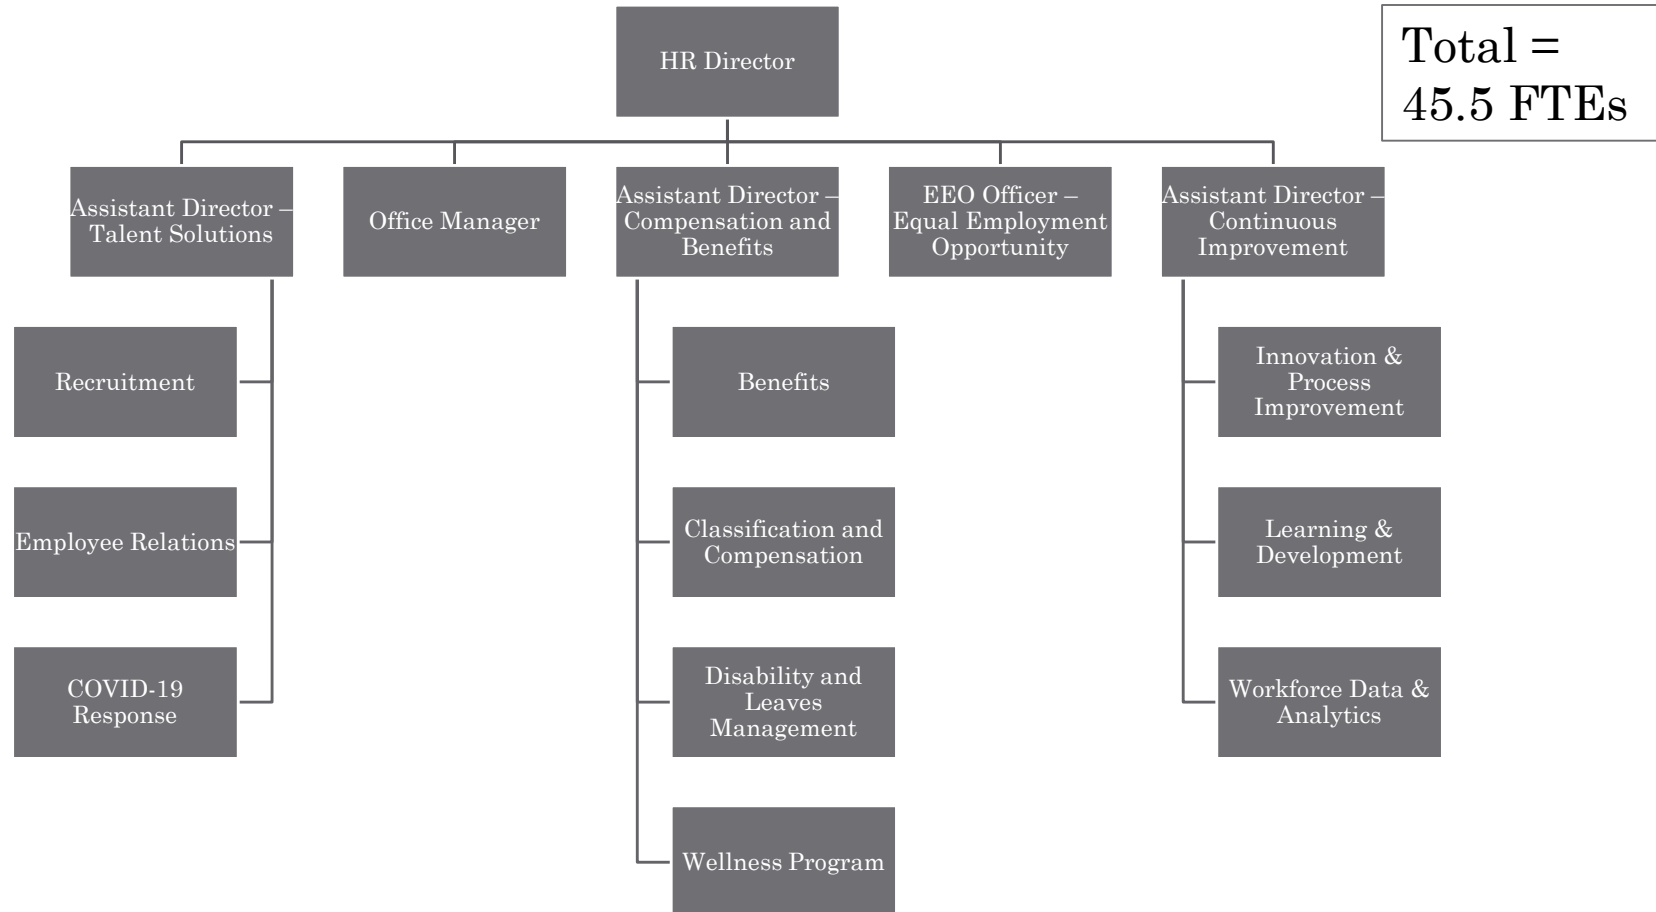 HR Director
Total =
45.5 FTEs
Assistant Director –
Talent Solutions
Office Manager
Assistant Director –
Compensation and
Benefits
EEO Officer –
Equal Employment
Opportunity
Assistant Director –
Continuous
Improvement
Recruitment
Employee Relations
COVID-19
Response
Benefits
Classification and
Compensation
Disability and
Leaves
Management
Wellness Program
Innovation &
Process
Improvement
Learning &
Development
Workforce Data &
Analytics